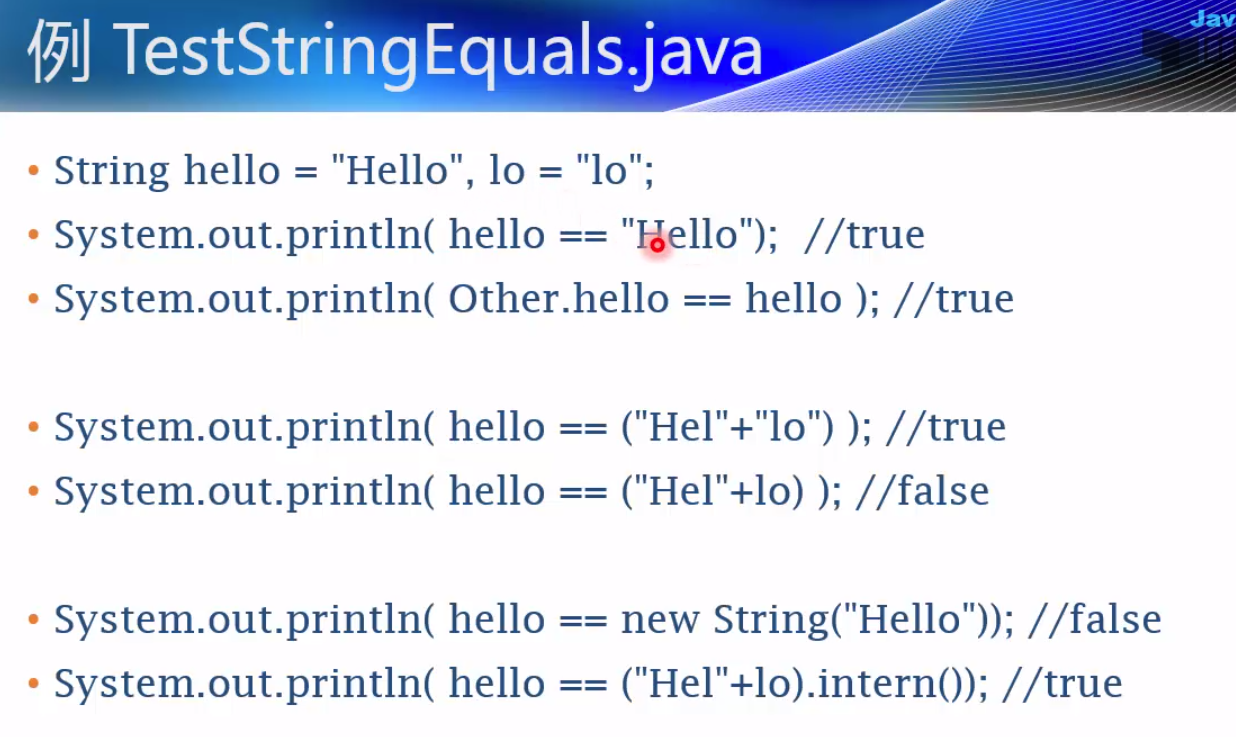 Jav
例 TestStringEquals.java
• String hello = "Hello", lo = "lo";
• System.out.println( hello == "Hello"); //true
• System.out.println( Other.hello == hello ); //true
• System.out.println( hello == ("Hel"+"lo") ); //true
• System.out.println( hello == ("Hel"+lo) ); //false
• System.out.println( hello == new String("Hello")); //false
• System.out.println( hello == ("Hel"+lo).intern()); //true